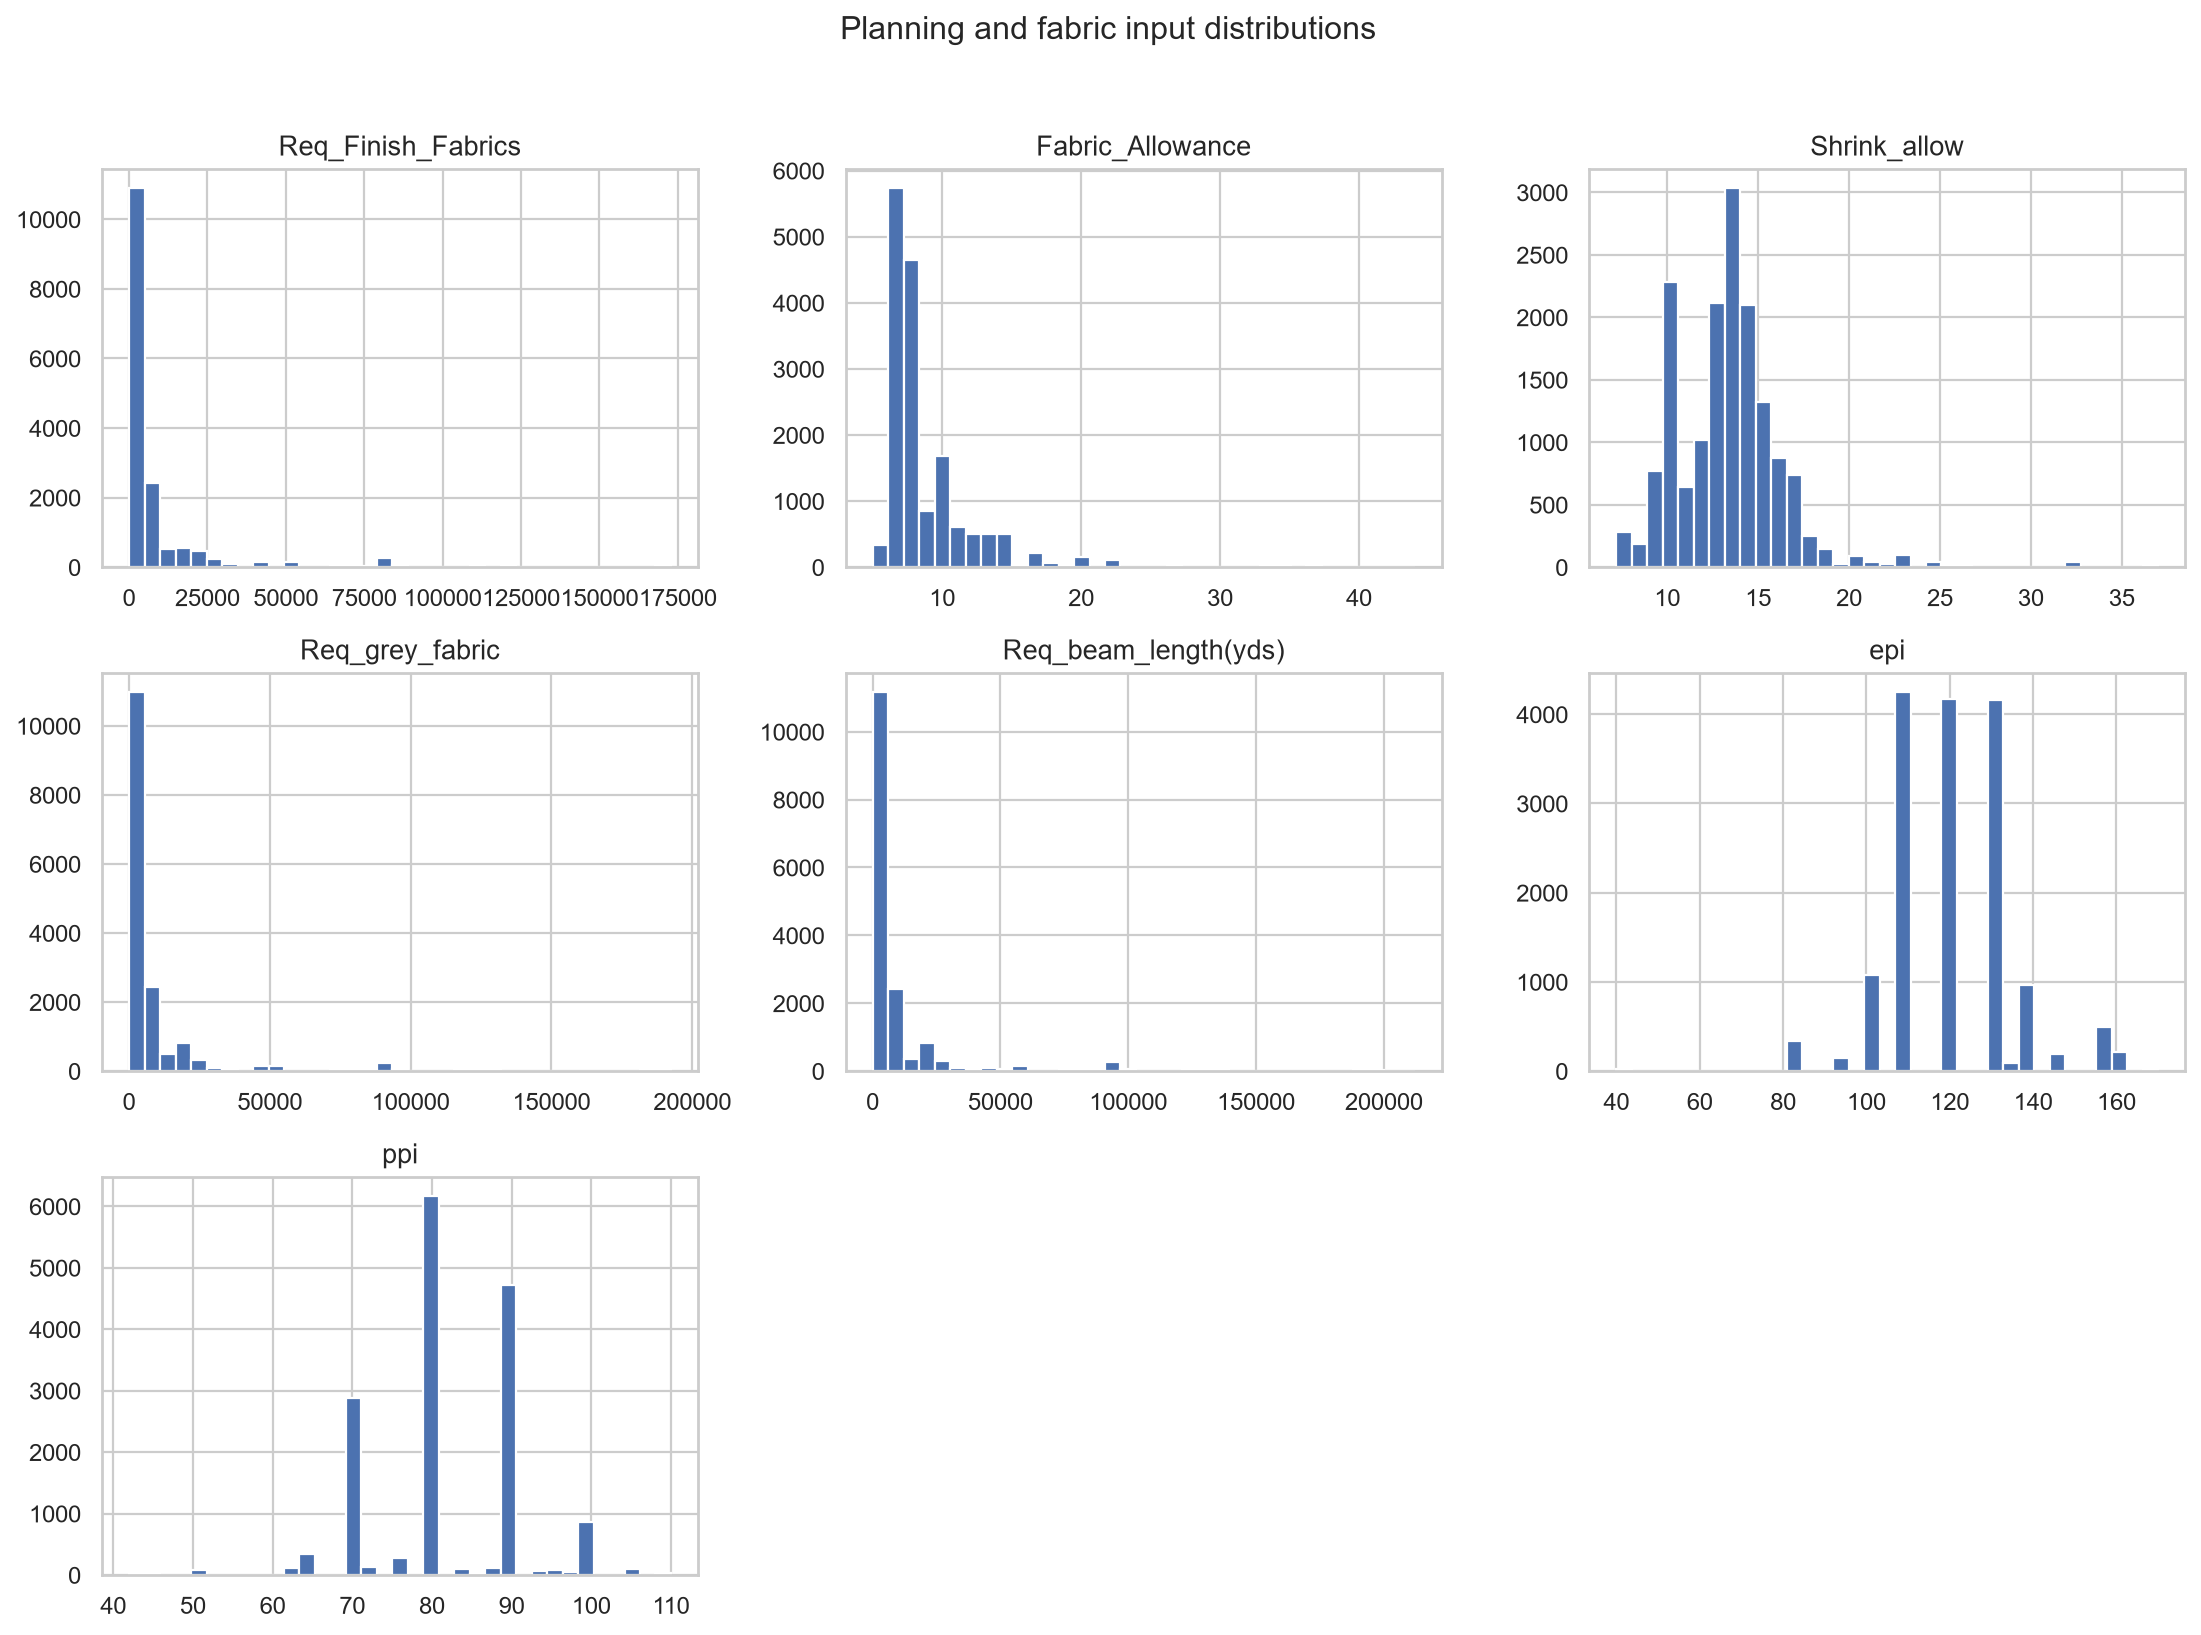 Planning and fabric input distributions
Req_Finish_Fabrics
10000
8000
6000
4000
2000
0
0 25000 50000 75000 100000 125000 150000 175000
Fabric_Allowance
6000
5000
4000
3000
2000
1000
0
10 20 30 40
Shrink_allow
3000
2500
2000
1500
1000
500
0
10 15 20 25 30 35
Req_grey_fabric
10000
8000
6000
4000
2000
0
0 50000 100000 150000 200000
Req_beam_length(yds)
10000
8000
6000
4000
2000
0
0 50000 100000 150000 200000
epi
4000
3000
2000
1000
0
40 60 80 100 120 140 160
ppi
6000
5000
4000
3000
2000
1000
0
40 50 60 70 80 90 100 110